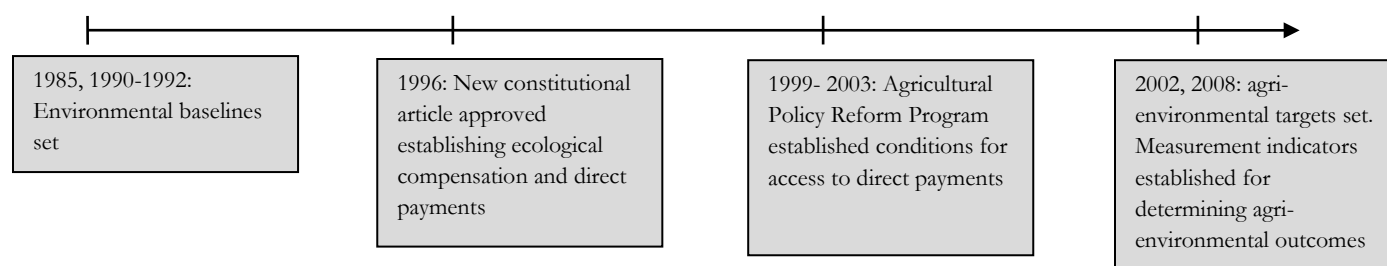 1985, 1990-1992:
Environmental baselines
set
1996: New constitutional
article approved
establishing ecological
compensation and direct
payments
1999- 2003: Agricultural
Policy Reform Program
established conditions for
access to direct payments
2002, 2008: agri-
environmental targets set.
Measurement indicators
established for
determining agri-
environmental outcomes